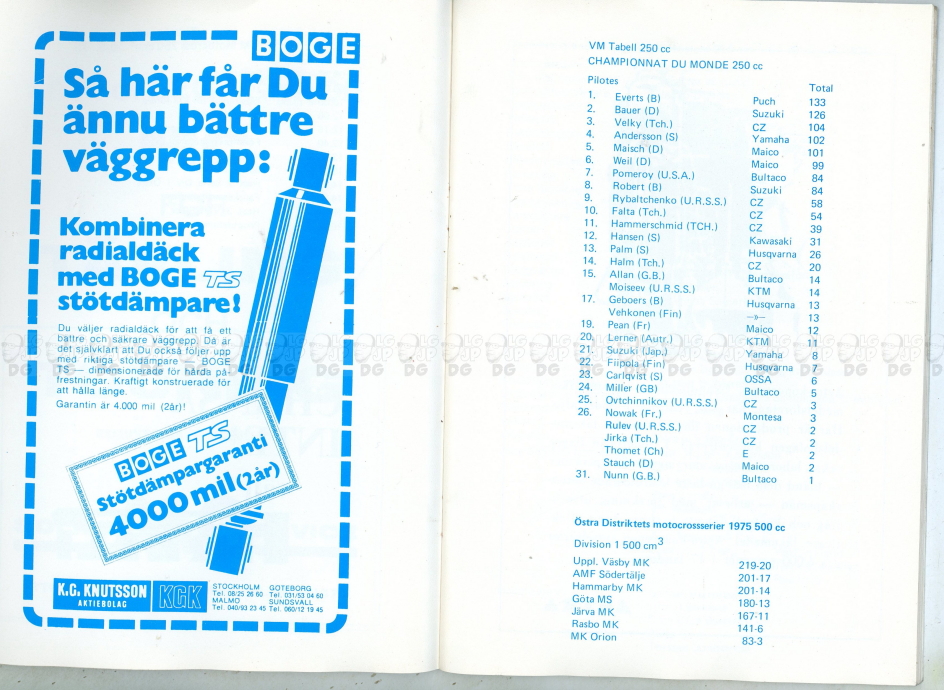 BOGE
Så här får Du
ännu bättre
väggrepp:
Kombinera
radialdäck
med BOGE TS
stötdämpare!
Du väljer radialdäck för att få ett
bättre och säkrare väggrepp. Då är
det självklart att Du också följer upp
med riktiga stötdämpare — BOGE
TS — dimensionerade för hårda på-
frestningar. Kraftigt konstruerade för
att hålla länge.
Garantin är 4.000 mil (2år)!
BOGE TS
Stötdämpargaranti
4000 mil (2år)
K.G. KNUTSSON
AKTIEBOLAG
KGK
STOCKHOLM GÖTEBORG
Tel. 08/25 26 60 Tel. 031/53 04 60
MALMÖ SUNDSVALL
Tel. 040/93 23 45 Tel. 060/12 19 45
VM Tabell 250 cc
CHAMPIONNAT DU MONDE 250 cc
Pilotes Total
1. Everts (B) Puch 133
2. Bauer (D) Suzuki 126
3. Velky (Tch.) CZ 104
4. Andersson (S) Yamaha 102
5. Maisch (D) Maico 101
6. Weil (D) Maico 99
7. Pomeroy (U.S.A.) Bultaco 84
8. Robert (B) Suzuki 84
9. Rybaltchenko (U.R.S.S.) CZ 58
10. Falta (Tch.) CZ 54
11. Hammerschmid (TCH.) CZ 39
12. Hansen (S) Kawasaki 31
13. Palm (S) Husqvarna 26
14. Halm (Tch.) CZ 20
15. Allan (G.B.) Bultaco 14
Moiseev (U.R.S.S.) KTM 14
17. Geboers (B) Husqvarna 13
Vehkonen (Fin) —»— 13
19. Pean (Fr) Maico 12
20. Lerner (Autr.) KTM 11
21. Suzuki (Jap.) Yamaha 8
22. Fiipola (Fin) Husqvarna 7
23. Carlqvist (S) OSSA 6
24. Miller (GB) Bultaco 5
25. Ovtchinnikov (U.R.S.S.) CZ 3
26. Nowak (Fr.) Montesa 3
Rulev (U.R.S.S.) CZ 2
Jirka (Tch.) CZ 2
Thomet (Ch) E 2
Stauch (D) Maico 2
31. Nunn (G.B.) Bultaco 1
Östra Distriktets motocrossserier 1975 500 cc
Division 1 500 cm3
Uppl. Väsby MK 219-20
AMF Södertälje 201-17
Hammarby MK 201-14
Göta MS 180-13
Järva MK 167-11
Rasbo MK 141-6
MK Orion 83-3